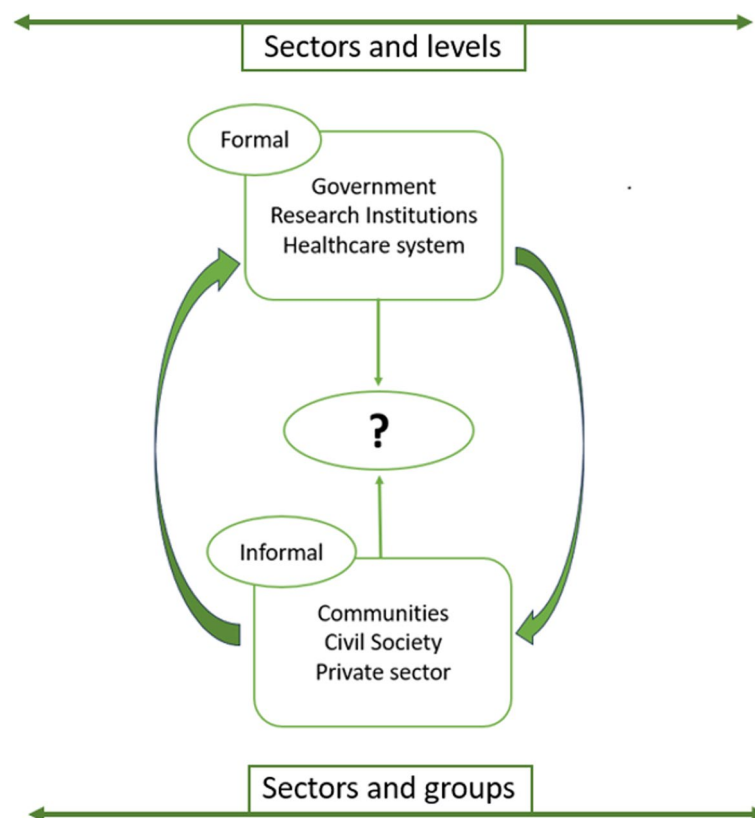 Sectors and levels
Formal
Government
Research Institutions
Healthcare system
?
Informal
Communities
Civil Society
Private sector
Sectors and groups